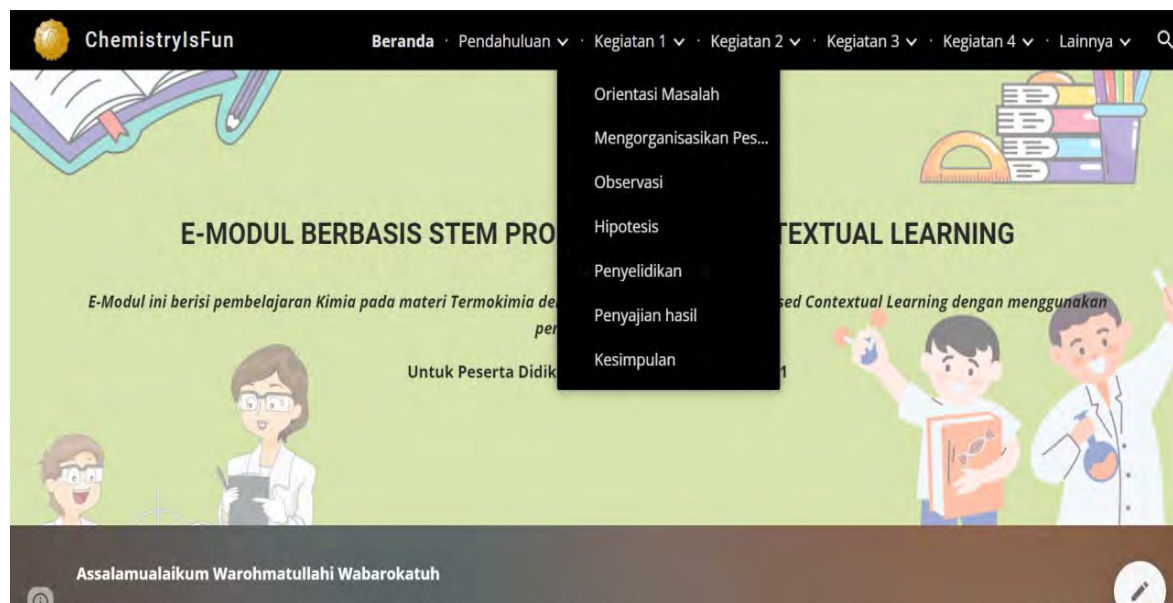 ChemistryIsFun
Beranda · Pendahuluan · Kegiatan 1 · Kegiatan 2 · Kegiatan 3 · Kegiatan 4 · Lainnya
Orientasi Masalah
Mengorganisasikan Pes...
Observasi
Hipotesis
Penyelidikan
Penyajian hasil
Kesimpulan
E-MODUL BERBASIS STEM PRO TEXTUAL LEARNING
E-Modul ini berisi pembelajaran Kimia pada materi Termokimia de sed Contextual Learning dengan menggunakan
per
Untuk Peserta Didik 1
Assalamualaikum Warohmatullahi Wabarokatuh